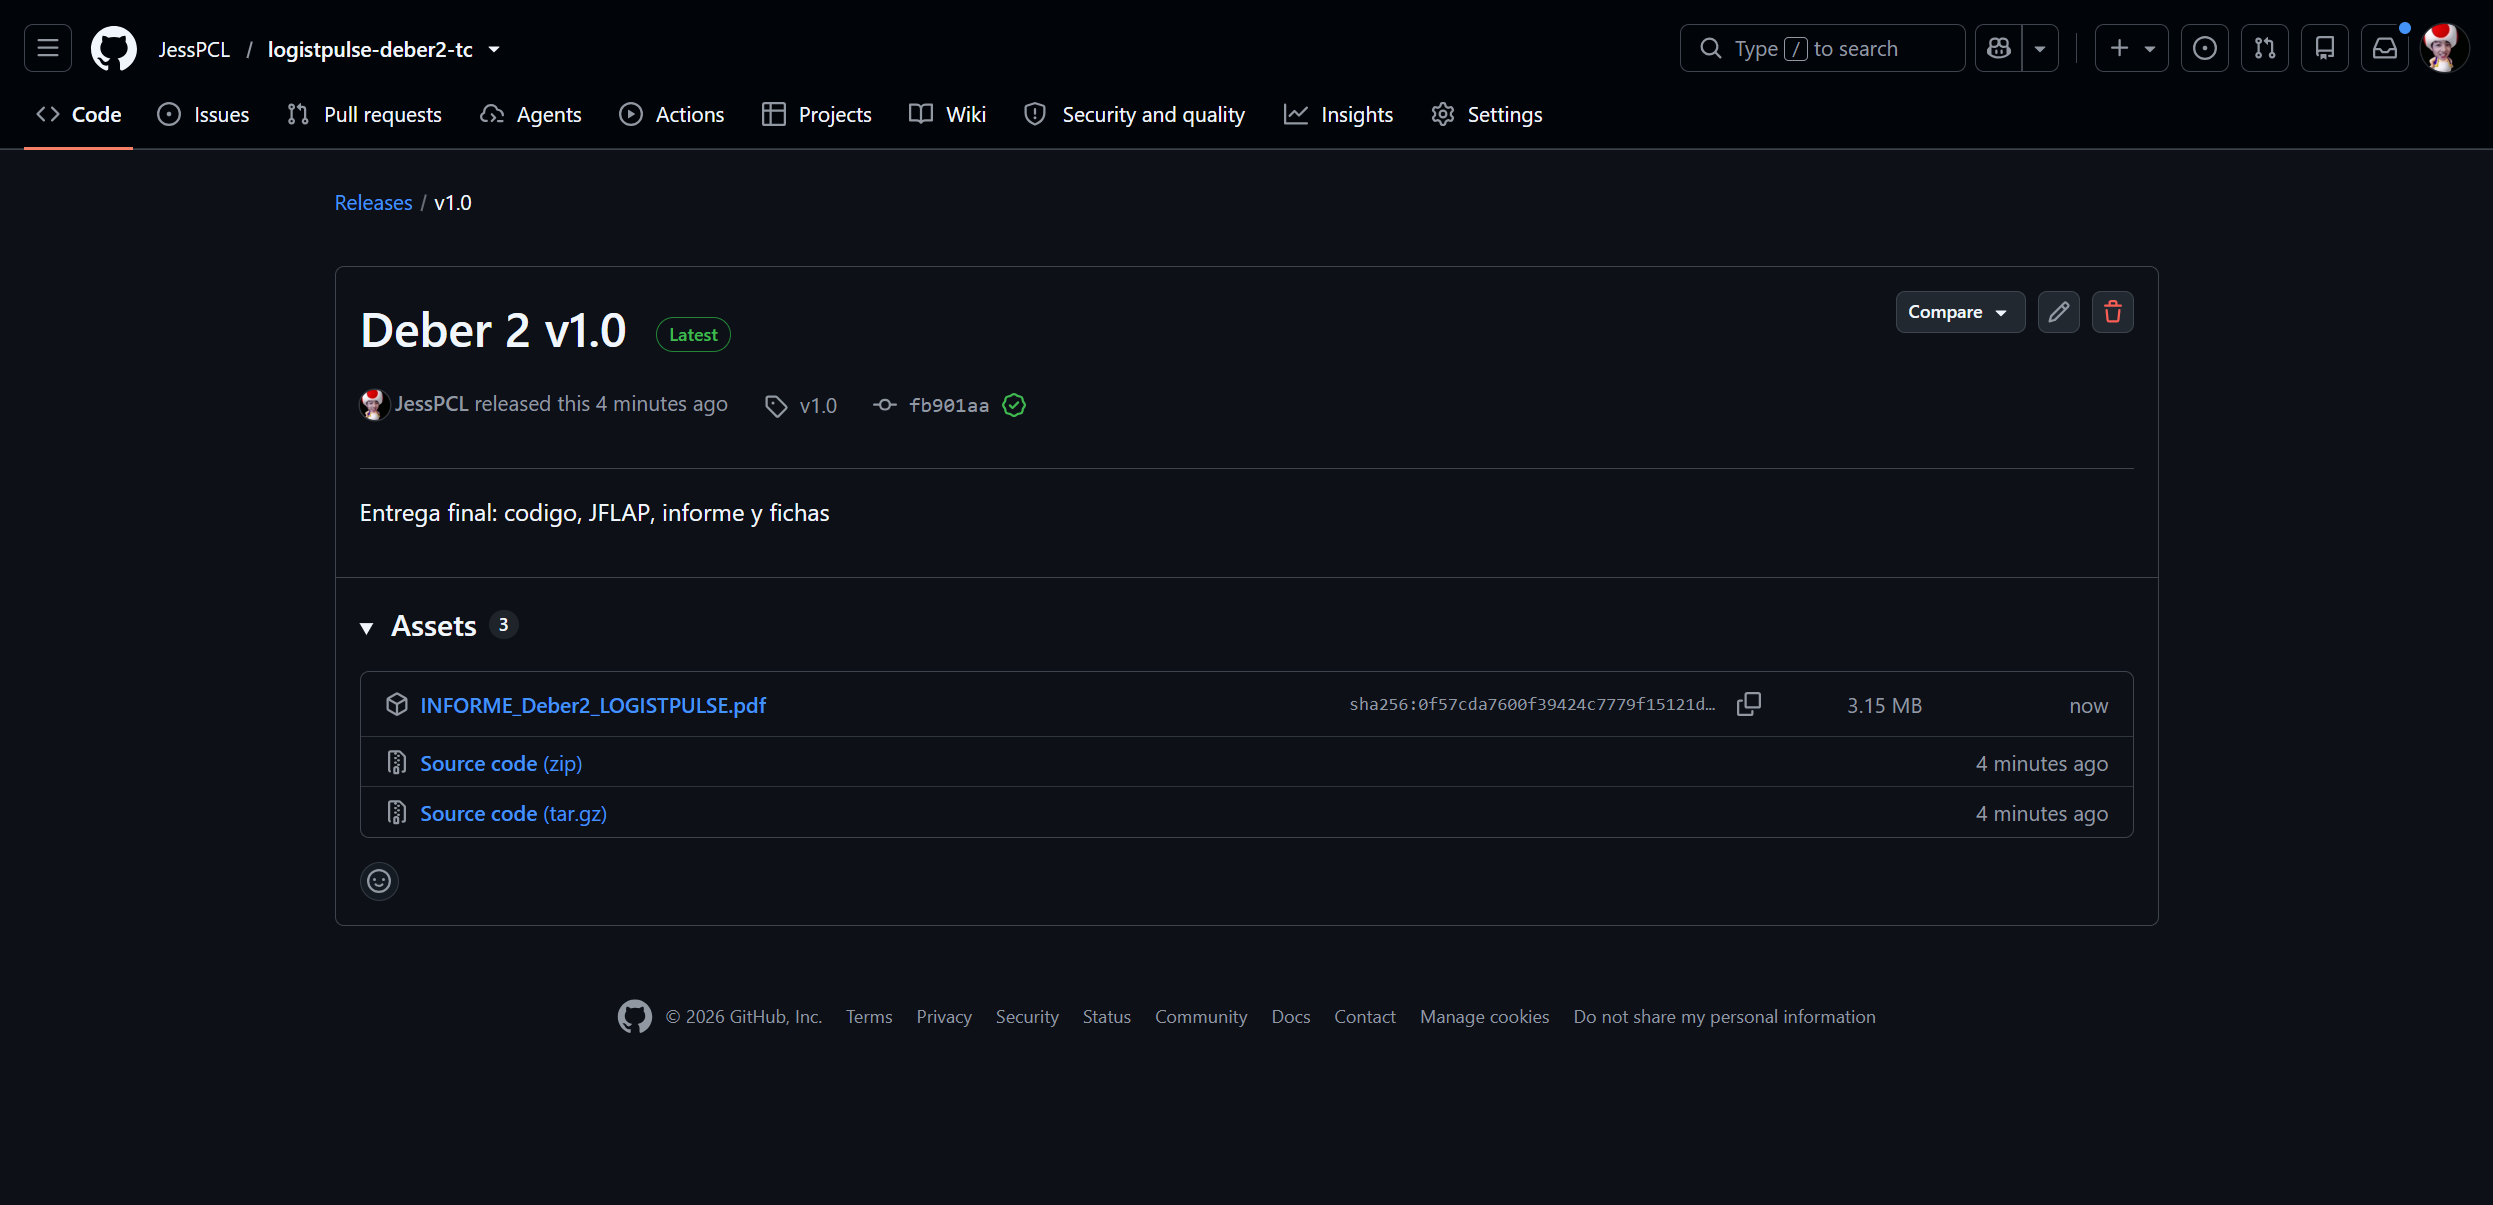 JessPCL / logistpulse-deber2-tc
Type / to search
Code Issues Pull requests Agents Actions Projects Wiki Security and quality Insights Settings
Releases / v1.0
Deber 2 v1.0 Latest
Compare
JessPCL released this 4 minutes ago v1.0 fb901aa
Entrega final: codigo, JFLAP, informe y fichas
Assets 3
INFORME_Deber2_LOGISTPULSE.pdf sha256:0f57cda7600f39424c7779f15121d… 3.15 MB now
Source code (zip) 4 minutes ago
Source code (tar.gz) 4 minutes ago
© 2026 GitHub, Inc. Terms Privacy Security Status Community Docs Contact Manage cookies Do not share my personal information